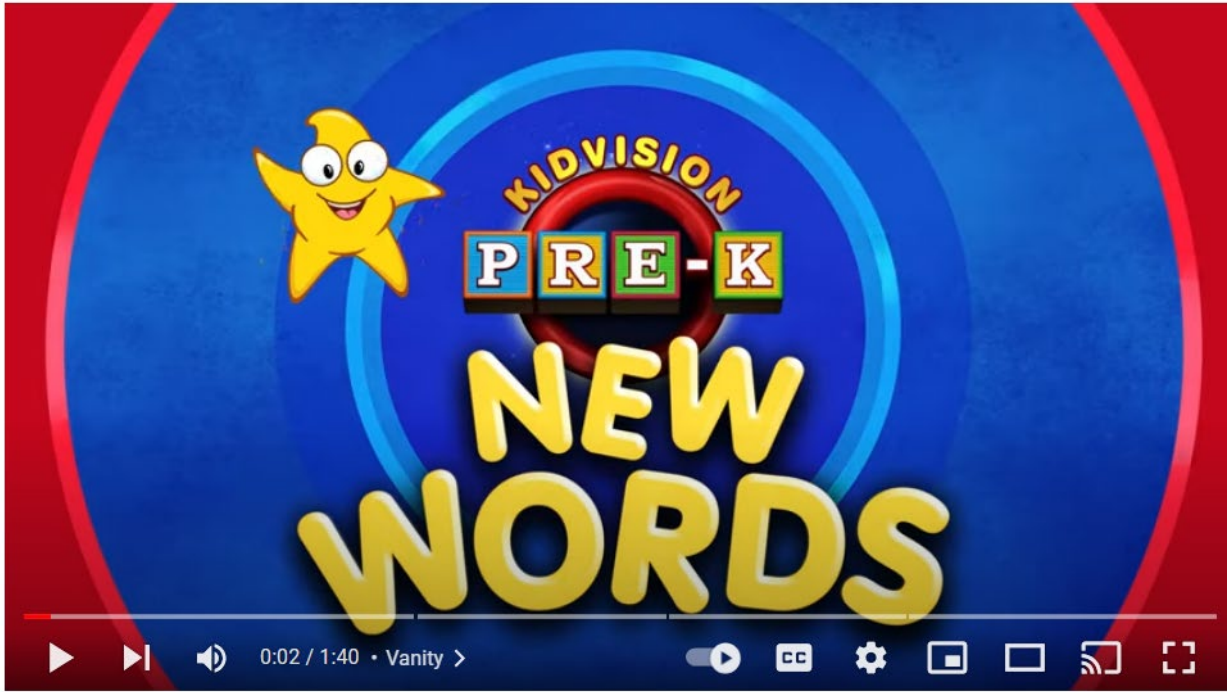 KIDVISION
PRE-K
NEW
WORDS
0:02 / 1:40 • Vanity >
CC